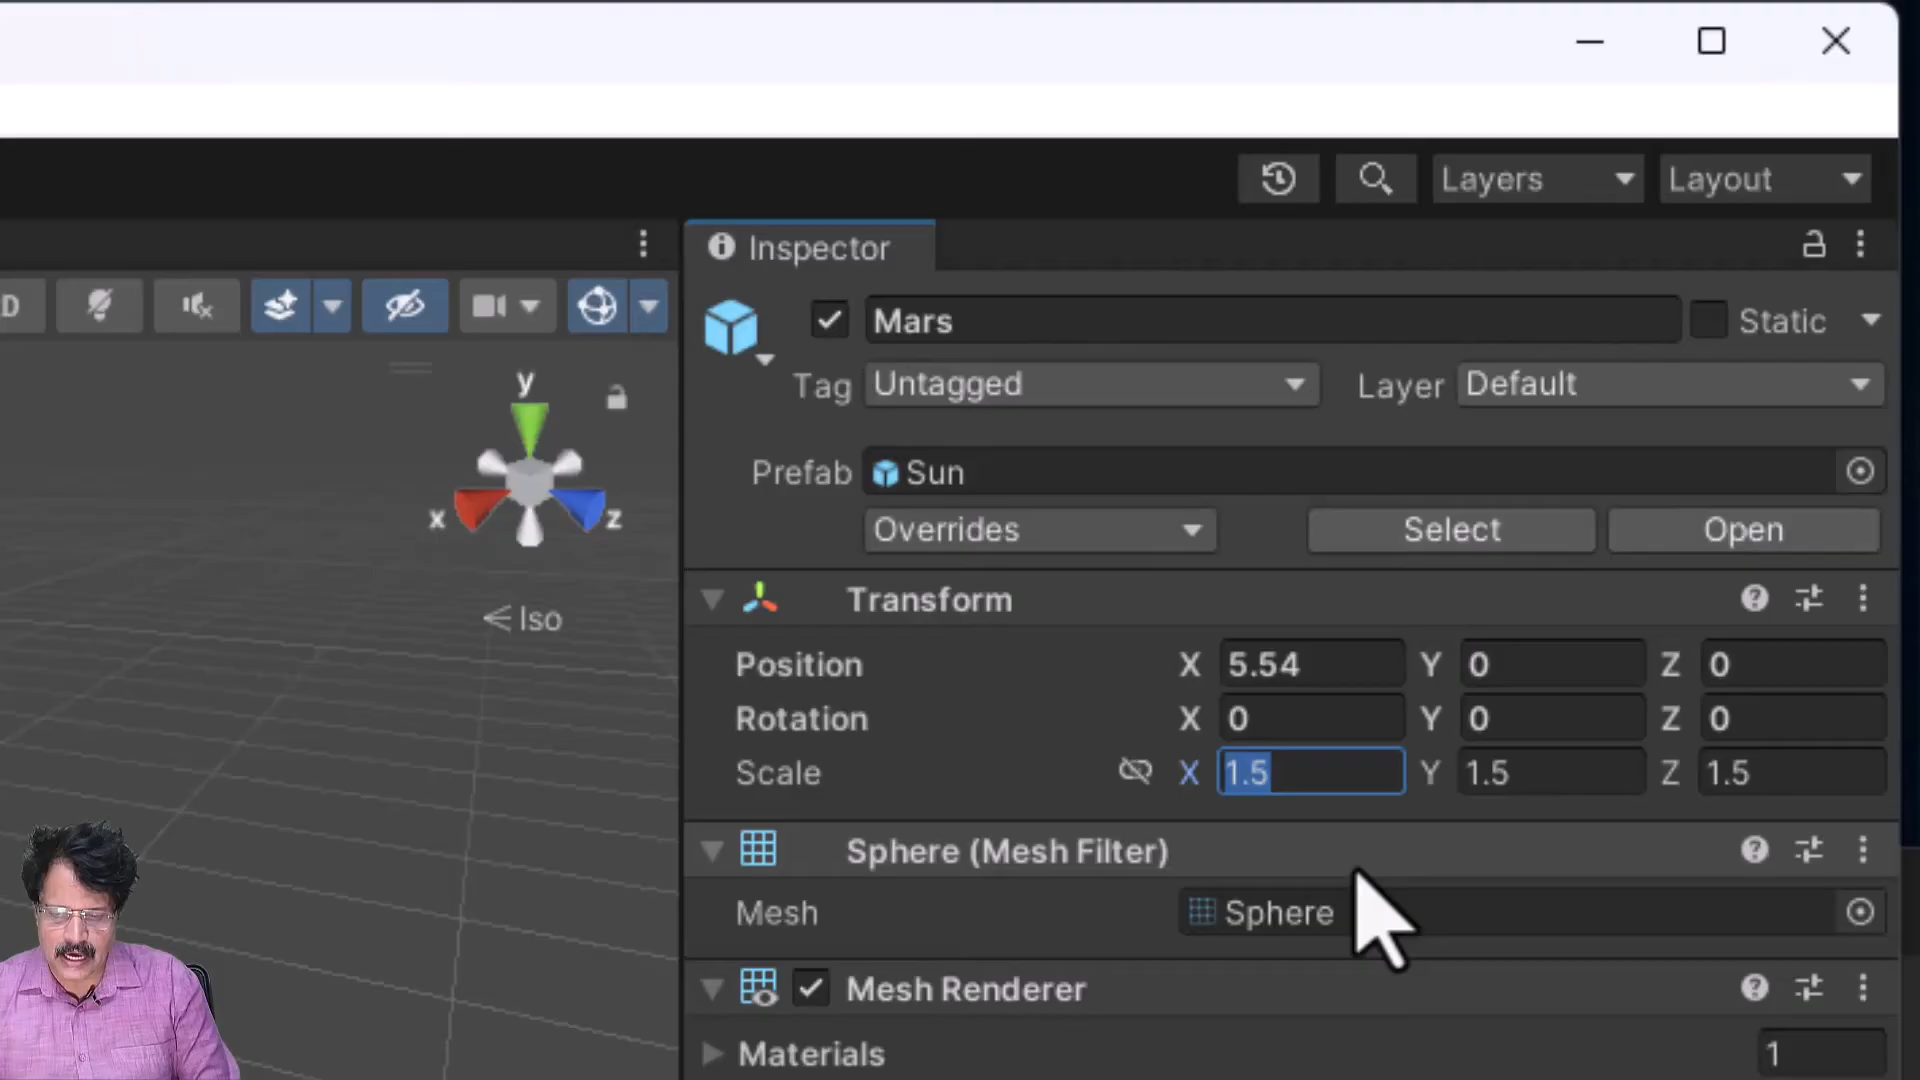 Layers
Layout
Inspector
D
Mars
Static
Tag Untagged
Layer Default
Prefab Sun
Overrides
Select
Open
y
x
z
Iso
Transform
Position X 5.54 Y 0 Z 0
Rotation X 0 Y 0 Z 0
Scale X 1.5 Y 1.5 Z 1.5
Sphere (Mesh Filter)
Mesh Sphere
Mesh Renderer
Materials 1